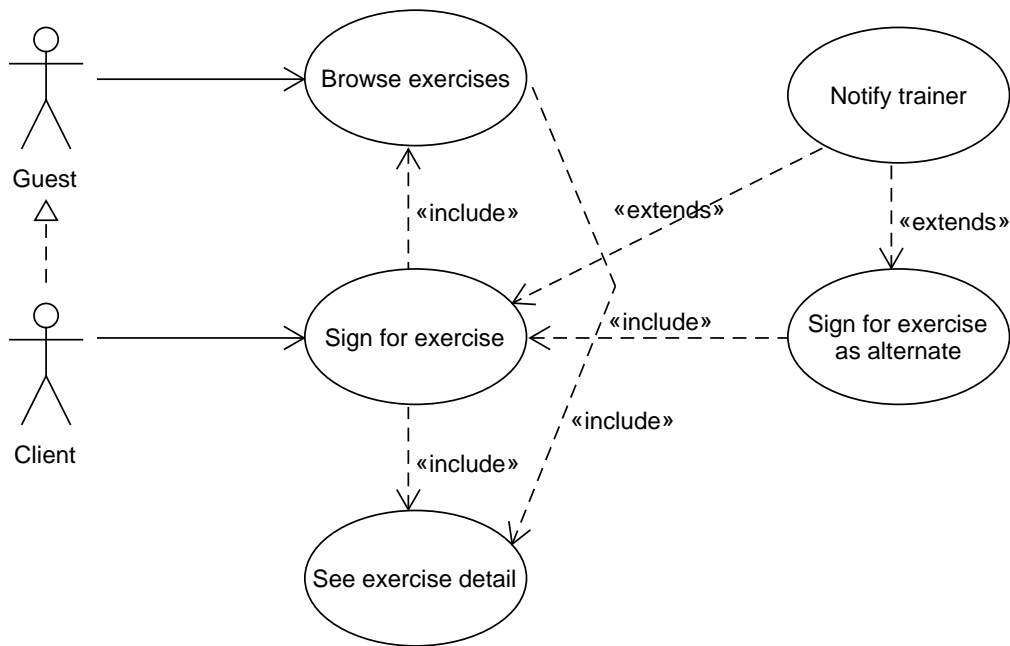 Browse exercises
Notify trainer
Guest
«include»
«extends»
«extends»
Sign for exercise
«include»
Sign for exercise
as alternate
Client
«include»
«include»
See exercise detail